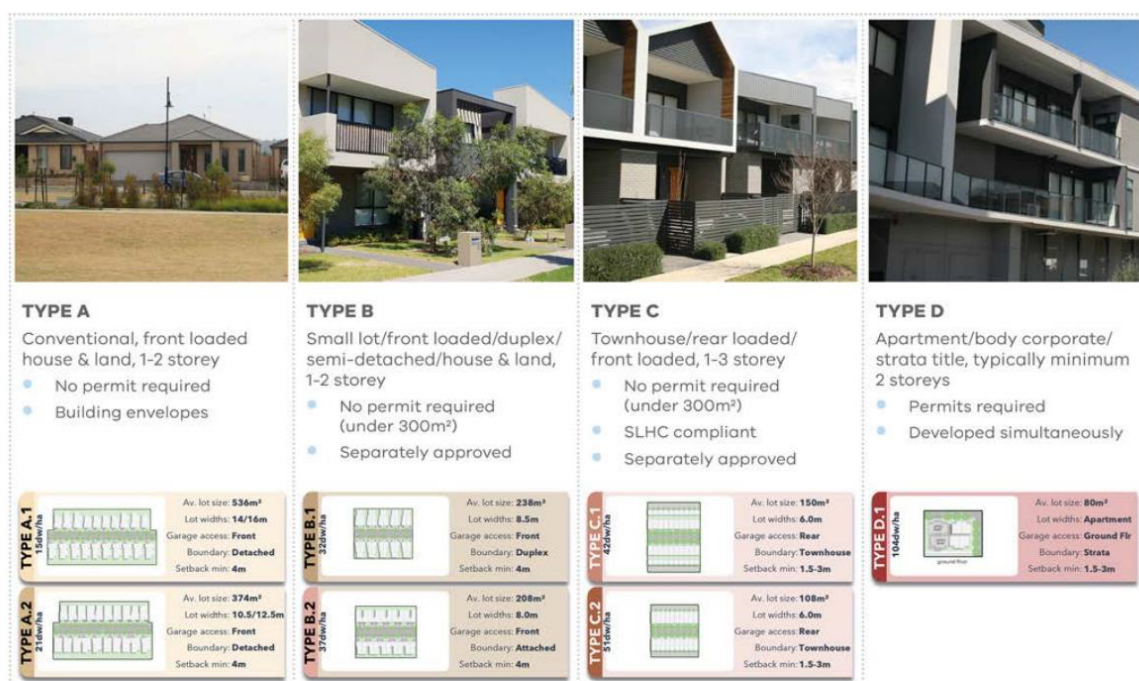 TYPE A
Conventional, front loaded
house & land, 1-2 storey
No permit required
Building envelopes
TYPE A.1
15dw/ha
Av. lot size: 536m²
Lot widths: 14/16m
Garage access: Front
Boundary: Detached
Setback min: 4m
TYPE A.2
21dw/ha
Av. lot size: 374m²
Lot widths: 10.5/12.5m
Garage access: Front
Boundary: Detached
Setback min: 4m
TYPE B
Small lot/front loaded/duplex/
semi-detached/house & land,
1-2 storey
No permit required
(under 300m²)
Separately approved
TYPE B.1
32dw/ha
Av. lot size: 238m²
Lot widths: 8.5m
Garage access: Front
Boundary: Duplex
Setback min: 4m
TYPE B.2
37dw/ha
Av. lot size: 208m²
Lot widths: 8.0m
Garage access: Front
Boundary: Attached
Setback min: 4m
TYPE C
Townhouse/rear loaded/
front loaded, 1-3 storey
No permit required
(under 300m²)
SLHC compliant
Separately approved
TYPE C.1
42dw/ha
Av. lot size: 150m²
Lot widths: 6.0m
Garage access: Rear
Boundary: Townhouse
Setback min: 1.5-3m
TYPE C.2
51dw/ha
Av. lot size: 108m²
Lot widths: 6.0m
Garage access: Rear
Boundary: Townhouse
Setback min: 1.5-3m
TYPE D
Apartment/body corporate/
strata title, typically minimum
2 storeys
Permits required
Developed simultaneously
TYPE D.1
104dw/ha
ground floor
Av. lot size: 80m²
Lot widths: Apartment
Garage access: Ground Flr
Boundary: Strata
Setback min: 1.5-3m